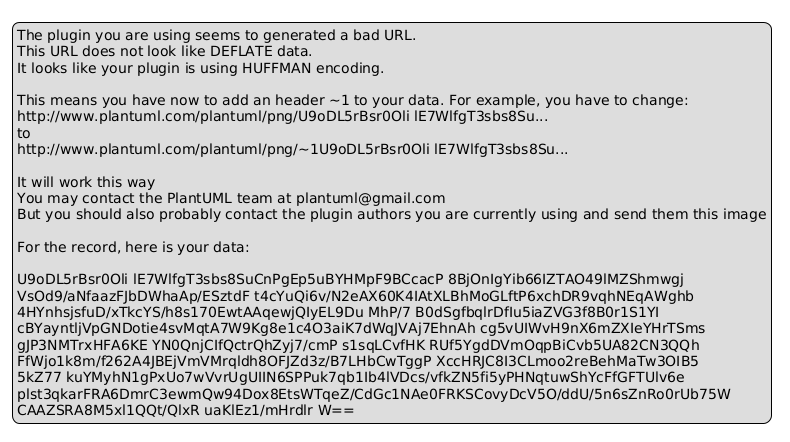 The plugin you are using seems to generated a bad URL.
This URL does not look like DEFLATE data.
It looks like your plugin is using HUFFMAN encoding.
This means you have now to add an header ~1 to your data. For example, you have to change:
http://www.plantuml.com/plantuml/png/U9oDL5rBsr0Oli lE7WlfgT3sbs8Su...
to
http://www.plantuml.com/plantuml/png/~1U9oDL5rBsr0Oli lE7WlfgT3sbs8Su...
It will work this way
You may contact the PlantUML team at plantuml@gmail.com
But you should also probably contact the plugin authors you are currently using and send them this image
For the record, here is your data:
U9oDL5rBsr0Oli lE7WlfgT3sbs8SuCnPgEp5uBYHMpF9BCcacP 8BjOnIgYib66IZTAO49lMZShmwgj
VsOd9/aNfaazFJbDWhaAp/ESztdF t4cYuQi6v/N2eAX60K4IAtXLBhMoGLftP6xchDR9vqhNEqAWghb
4HYnhsjsfuD/xTkcYS/h8s170EwtAAqewjQIyEL9Du MhP/7 B0dSgfbqlrDfIu5iaZVG3f8B0r1S1YI
cBYayntljVpGNDotie4svMqtA7W9Kg8e1c4O3aiK7dWqJVAj7EhnAh cg5vUIWvH9nX6mZXIeYHrTSms
gJP3NMTrxHFA6KE YN0QnjCIfQctrQhZyj7/cmP s1sqLCvfHK RUf5YgdDVmOqpBiCvb5UA82CN3QQh
FfWjo1k8m/f262A4JBEjVmVMrqldh8OFJZd3z/B7LHbCwTggP XccHRJC8I3CLmoo2reBehMaTw3OIB5
5kZ77 kuYMyhN1gPxUo7wVvrUgUIIN6SPPuk7qb1Ib4lVDcs/vfkZN5fi5yPHNqtuwShYcFfGFTUlv6e
plst3qkarFRA6DmrC3ewmQw94Dox8EtsWTqeZ/CdGc1NAe0FRKSCovyDcV5O/ddU/5n6sZnRo0rUb75W
CAAZSRA8M5xl1QQt/QlxR uaKlEz1/mHrdlr W==